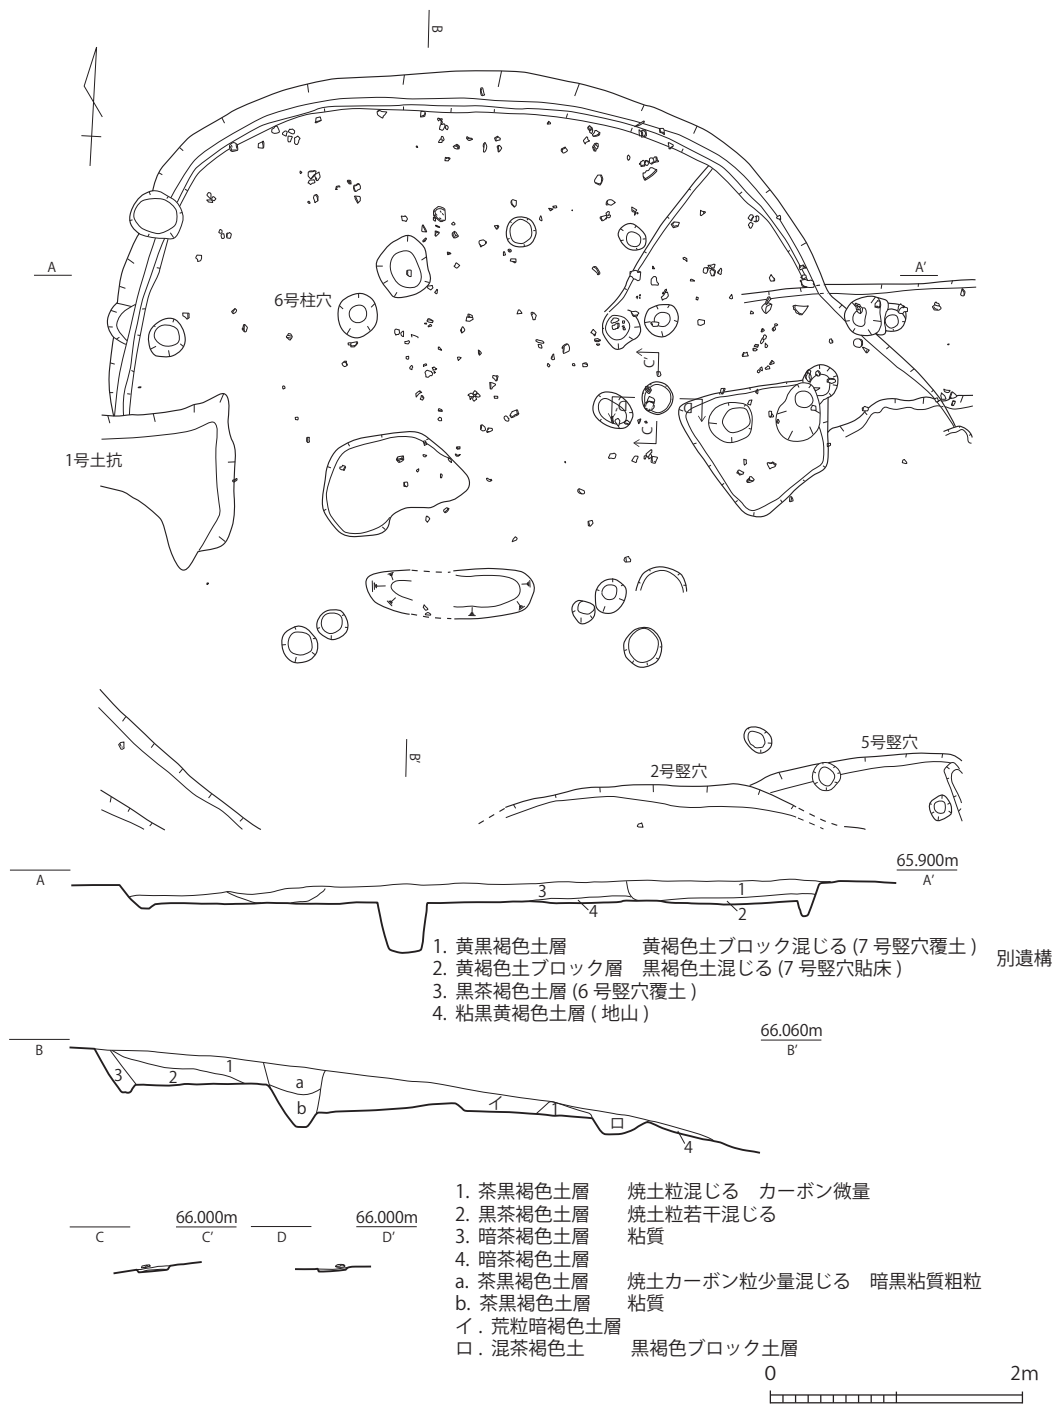 B
A
A'
6号柱穴
C'
D
D'
C
1号土坑
B'
2号竪穴
5号竪穴
65.900m
A
A'
3
1
4
2
1. 黄黒褐色土層 黄褐色土ブロック混じる(7号竪穴覆土)
2. 黄褐色土ブロック層 黒褐色土混じる(7号竪穴貼床)
3. 黒茶褐色土層(6号竪穴覆土)
4. 粘黒黄褐色土層(地山)
別遺構
66.060m
B
B'
3
2
1
a
b
イ
1
ロ
4
66.000m
C
C'
66.000m
D
D'
1. 茶黒褐色土層 焼土粒混じる カーボン微量
2. 黒茶褐色土層 焼土粒若干混じる
3. 暗茶褐色土層 粘質
4. 暗茶褐色土層
a. 茶黒褐色土層 焼土カーボン粒少量混じる 暗黒粘質粗粒
b. 茶黒褐色土層 粘質
イ. 荒粒暗褐色土層
ロ. 混茶褐色土 黒褐色ブロック土層
0 2m